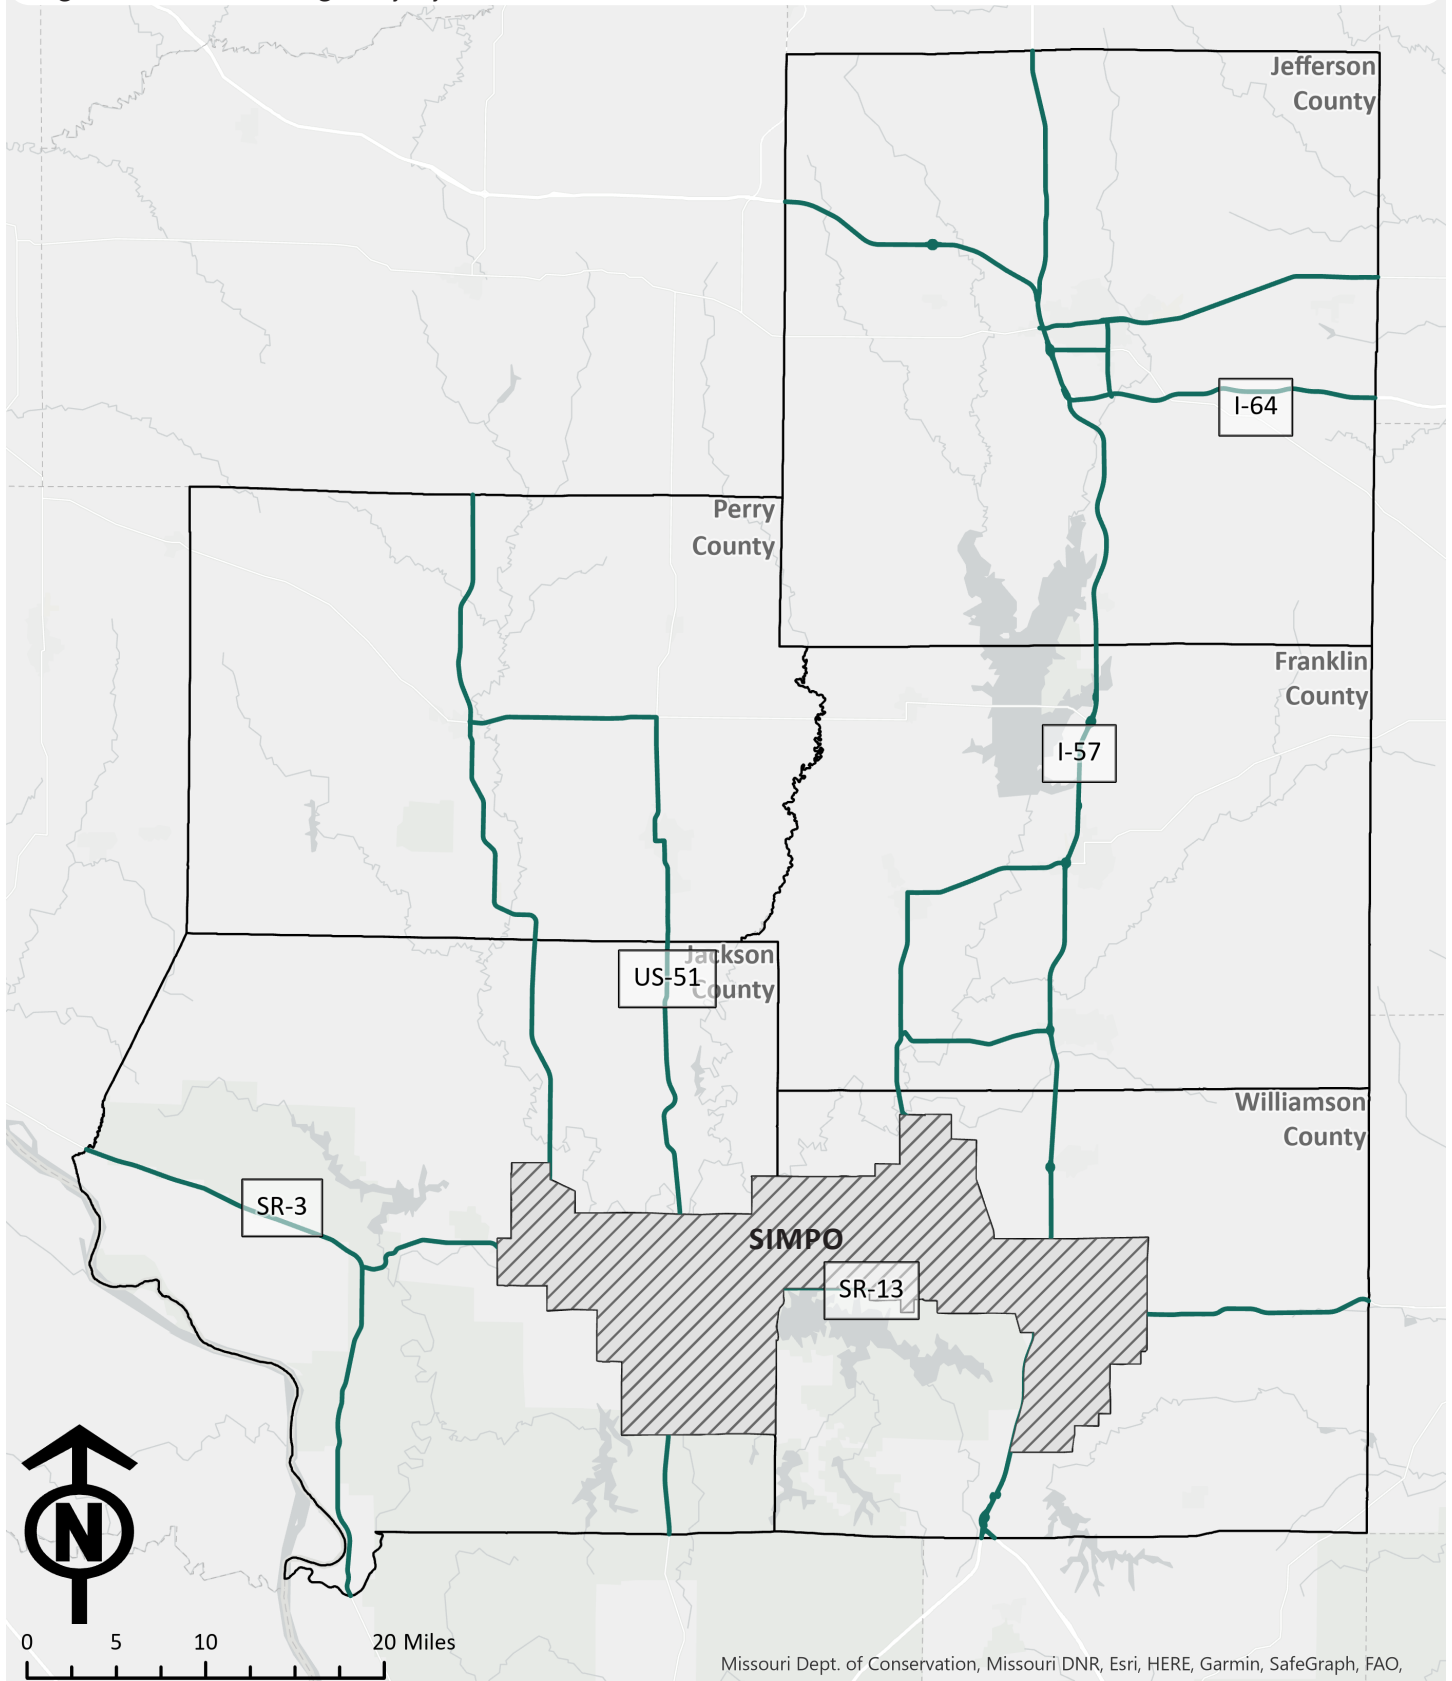 Jefferson
County
I-64
Perry
County
Franklin
County
I-57
Jackson
County
US-51
Williamson
County
SR-3
SIMPO
SR-13
N
0 5 10 20 Miles
Missouri Dept. of Conservation, Missouri DNR, Esri, HERE, Garmin, SafeGraph, FAO,